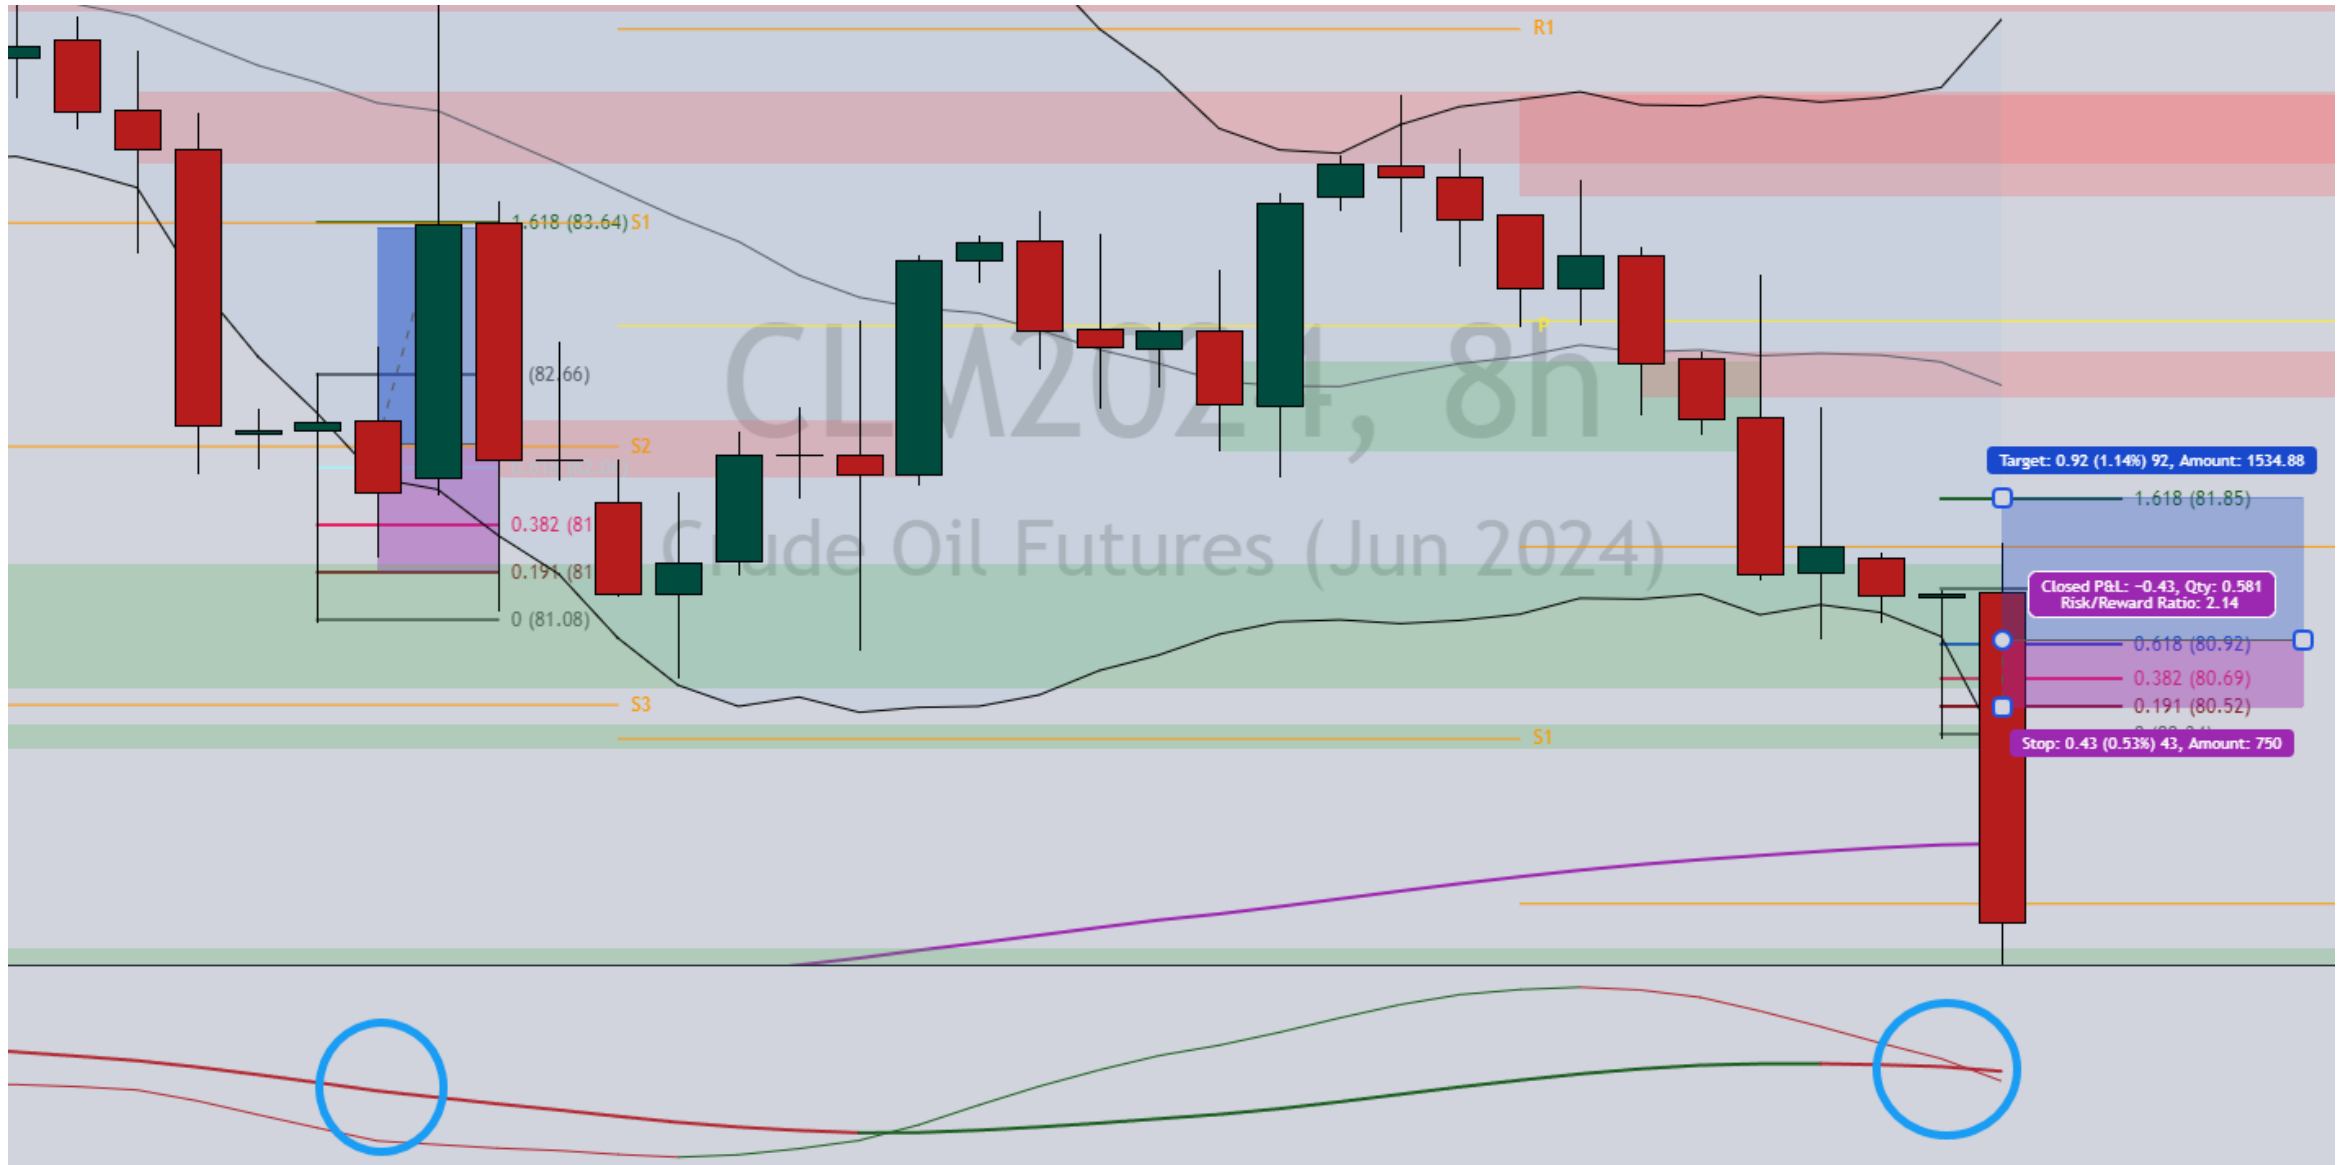 R1
1.618 (83.64) S1
P
(82.66)
CLM2024, 8h
S2
Target: 0.92 (1.14%) 92, Amount: 1534.88
1.618 (81.85)
0.382 (81
Crude Oil Futures (Jun 2024)
0.191 (81
Closed P&L: −0.43, Qty: 0.581
Risk/Reward Ratio: 2.14
0 (81.08)
0.618 (80.92)
0.382 (80.69)
S3
0.191 (80.52)
S1
Stop: 0.43 (0.53%) 43, Amount: 750